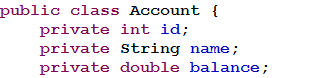 public class Account {
    private int id;
    private String name;
    private double balance;